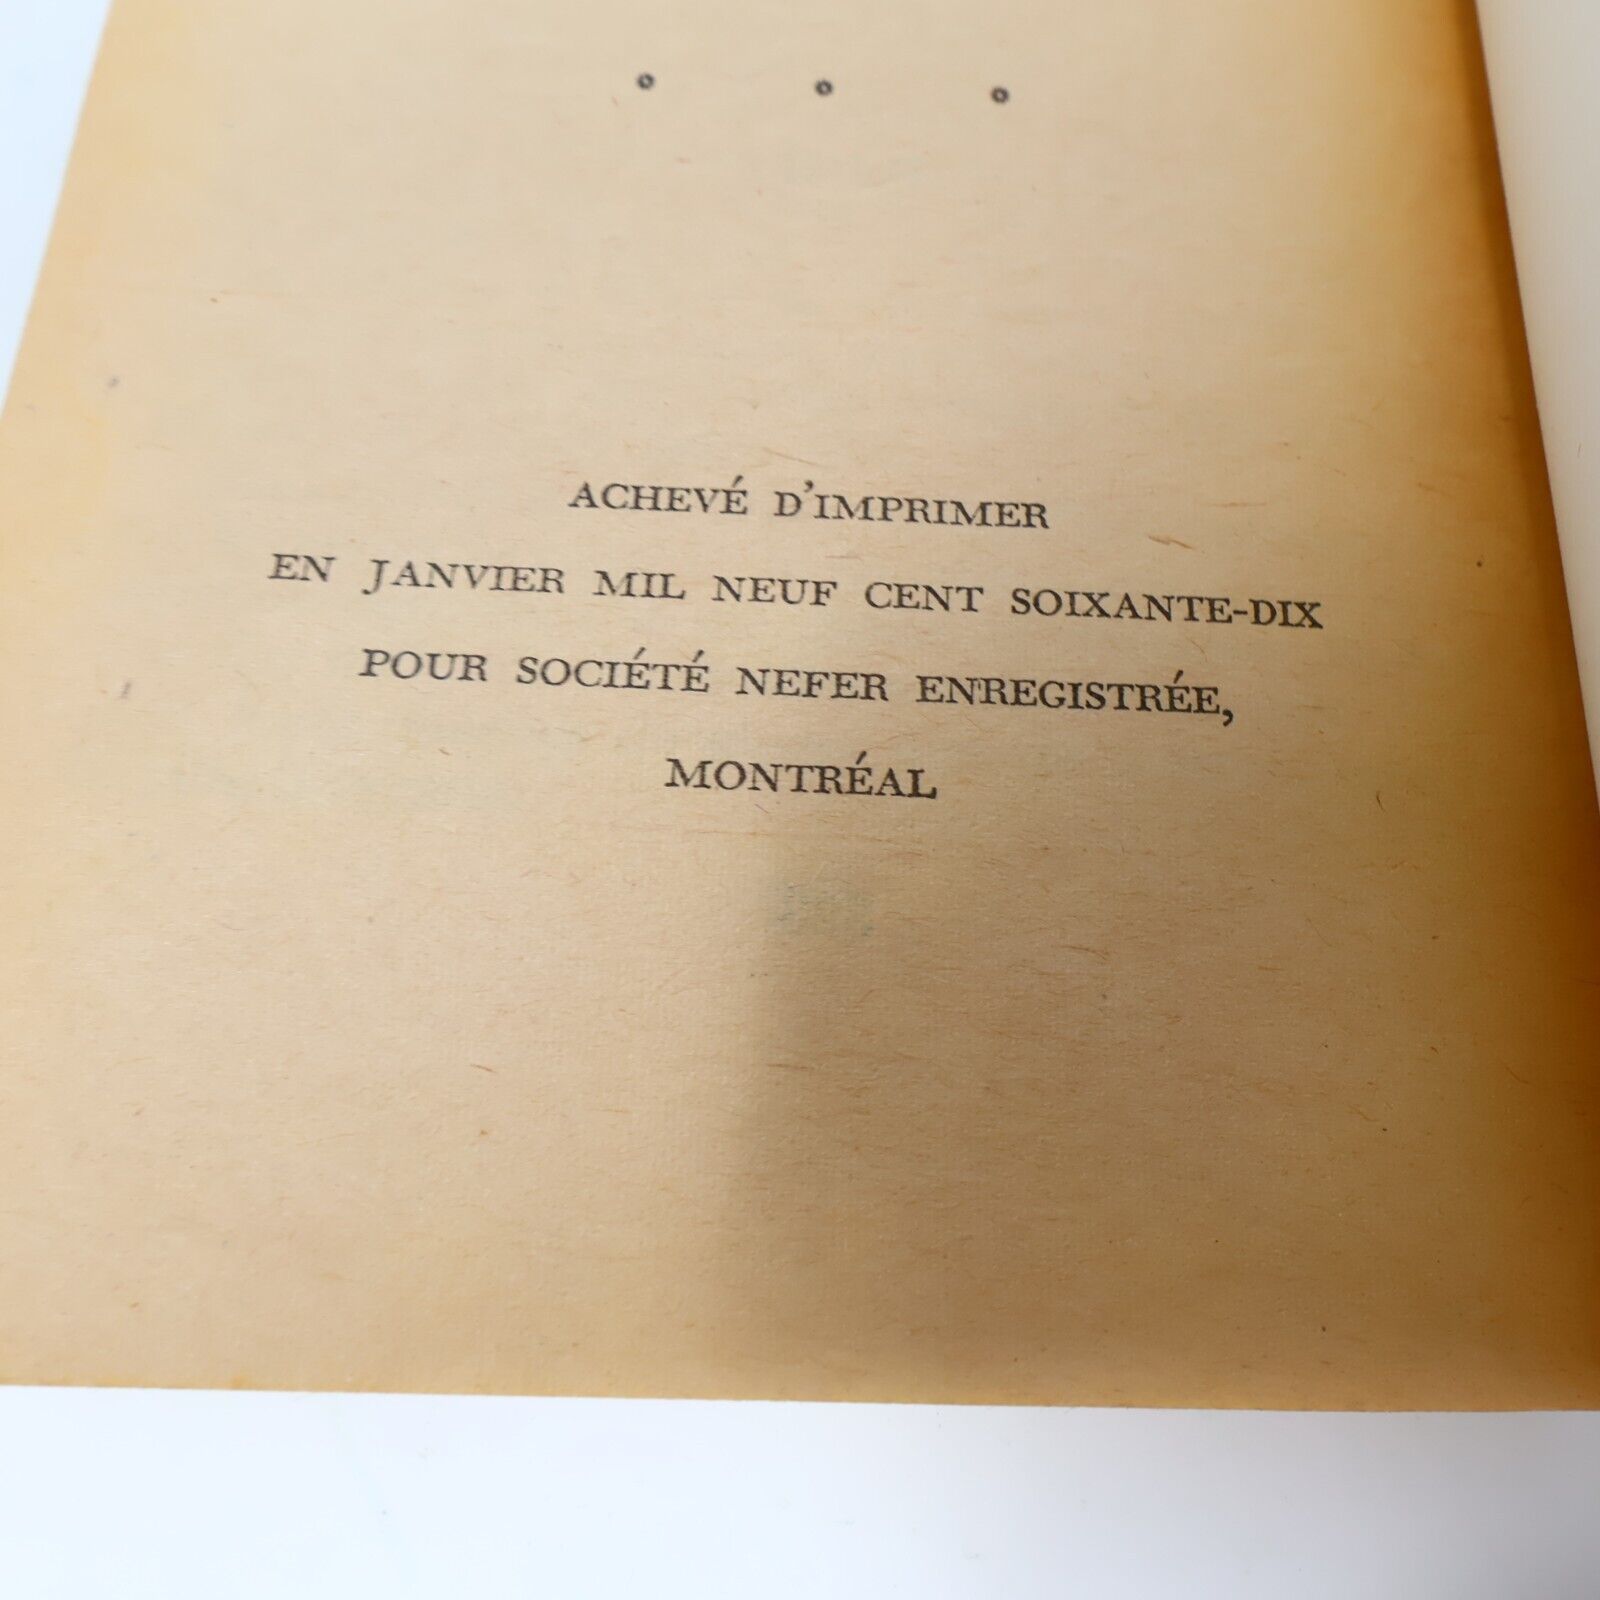 ACHEVÉ D'IMPRIMER
EN JANVIER MIL NEUF CENT SOIXANTE-DIX
POUR SOCIÉTÉ NEFER ENREGISTRÉE,
MONTRÉAL